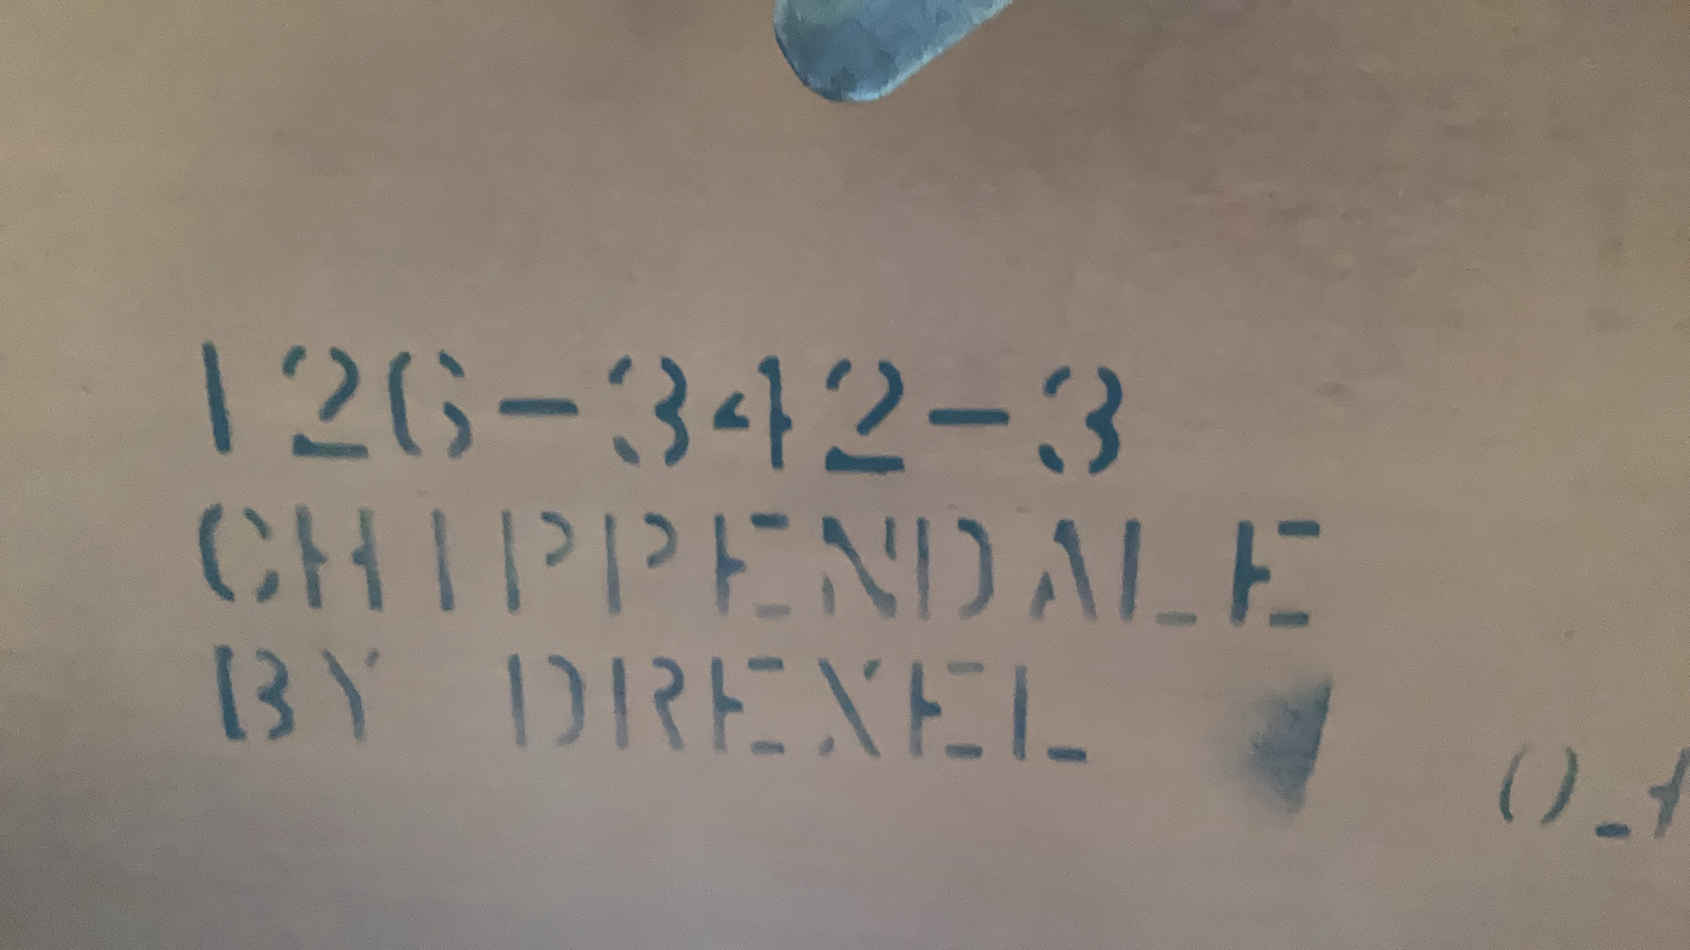 126-342-3
CHIPPENDALE
BY DREXEL